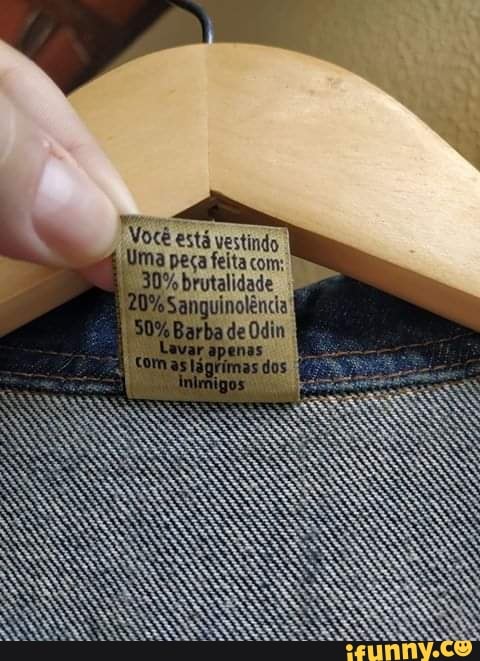 Você está vestindo
Uma peça feita com:
30% brutalidade
20% Sanguinolência
50% Barba de Odin
Lavar apenas
com as lágrimas dos
inimigos
ifunny.co